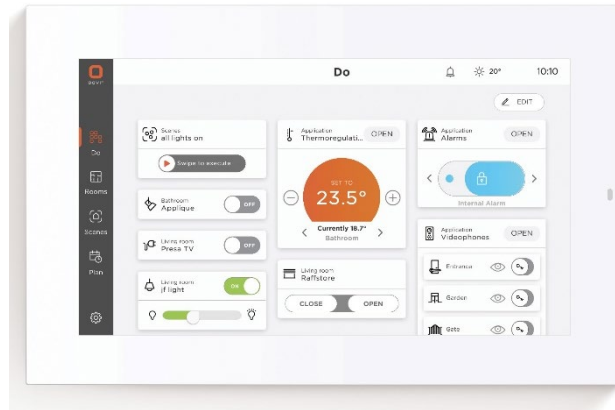 Do
20°
10:10
EDIT
Do
Rooms
Scenes
Plan
Scenes
all lights on
Swipe to execute
Bathroom
Applique
OFF
Living room
Presa TV
OFF
Living room
jf light
ON
Application
Thermoregulati...
OPEN
SET TO
23.5°
Currently 18.7°
Bathroom
Living room
Raffstore
CLOSE
OPEN
Application
Alarms
OPEN
Internal Alarm
Application
Videophones
OPEN
Entrance
Garden
Gate